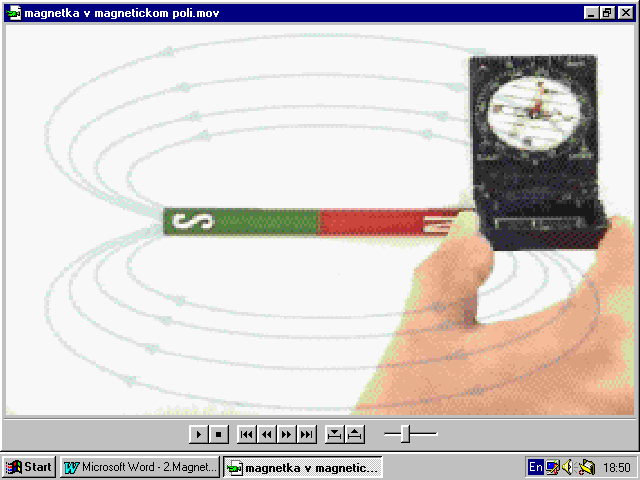 magnetka v magnetickom poli.mov
S
N
Start
Microsoft Word - 2.Magnet...
magnetka v magnetic...
En
18:50